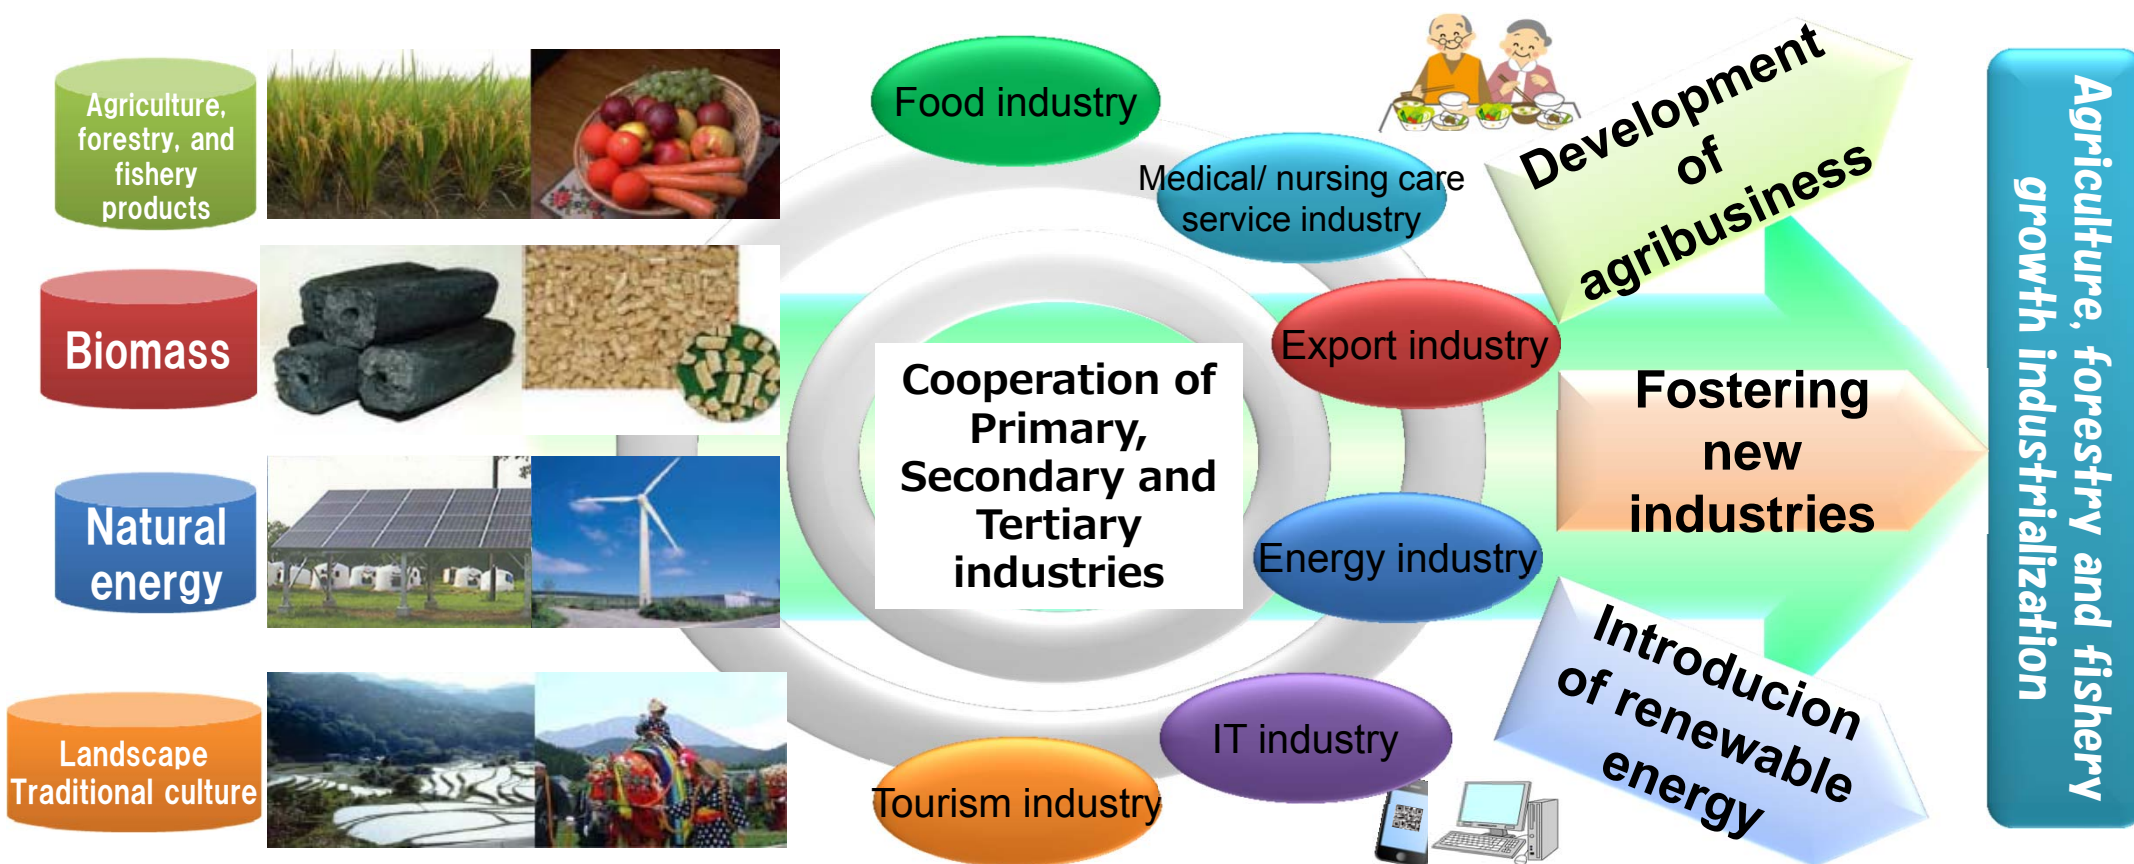 Agriculture,
forestry, and
fishery
products
Biomass
Natural
energy
Landscape
Traditional culture
Food industry
Medical/ nursing care
service industry
Export industry
Energy industry
IT industry
Tourism industry
Cooperation of
Primary,
Secondary and
Tertiary
industries
Development
of
agribusiness
Fostering
new
industries
Introducion
of renewable
energy
Agriculture, forestry and fishery
growth industrialization